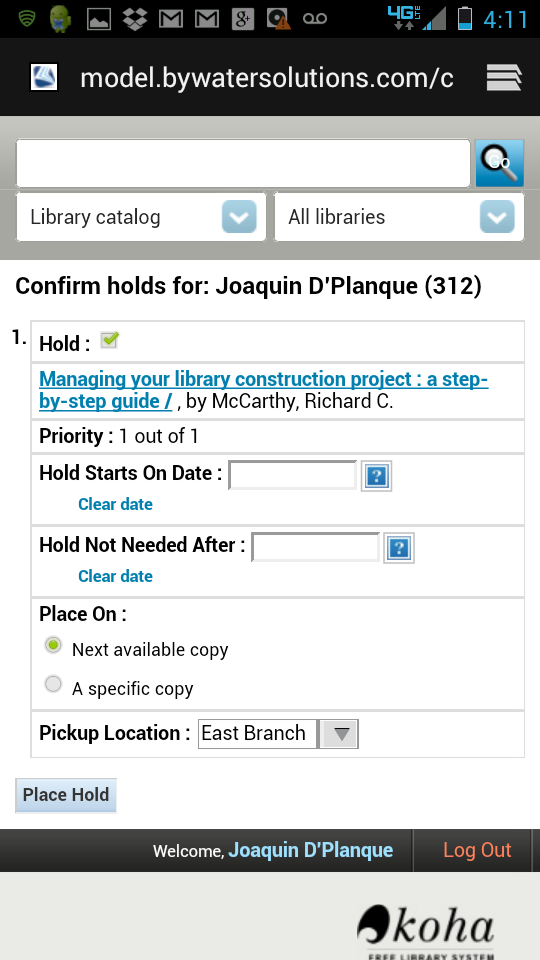 4G LTE 4:11
model.bywatersolutions.com/c
Go
Library catalog All libraries
Confirm holds for: Joaquin D'Planque (312)
1. Hold :
Managing your library construction project : a step-
by-step guide / , by McCarthy, Richard C.
Priority : 1 out of 1
Hold Starts On Date : ?
Clear date
Hold Not Needed After : ?
Clear date
Place On :
Next available copy
A specific copy
Pickup Location : East Branch
Place Hold
Welcome, Joaquin D'Planque Log Out
koha
FREE LIBRARY SYSTEM